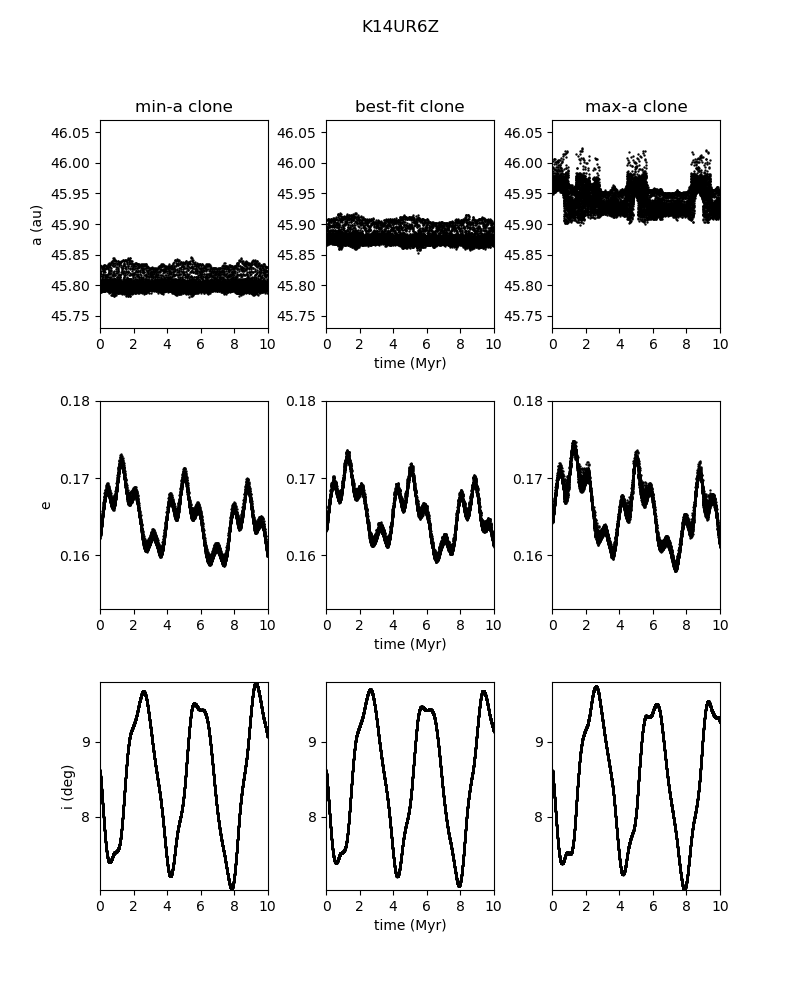 K14UR6Z
min-a clone best-fit clone max-a clone
46.05 46.05 46.05
46.00 46.00 46.00
45.95 45.95 45.95
a (au)
45.90 45.90 45.90
45.85 45.85 45.85
45.80 45.80 45.80
45.75 45.75 45.75
0 2 4 6 8 10 0 2 4 6 8 10 0 2 4 6 8 10
time (Myr)
0.18 0.18 0.18
0.17 0.17 0.17
e
0.16 0.16 0.16
0 2 4 6 8 10 0 2 4 6 8 10 0 2 4 6 8 10
time (Myr)
9 9 9
i (deg)
8 8 8
0 2 4 6 8 10 0 2 4 6 8 10 0 2 4 6 8 10
time (Myr)